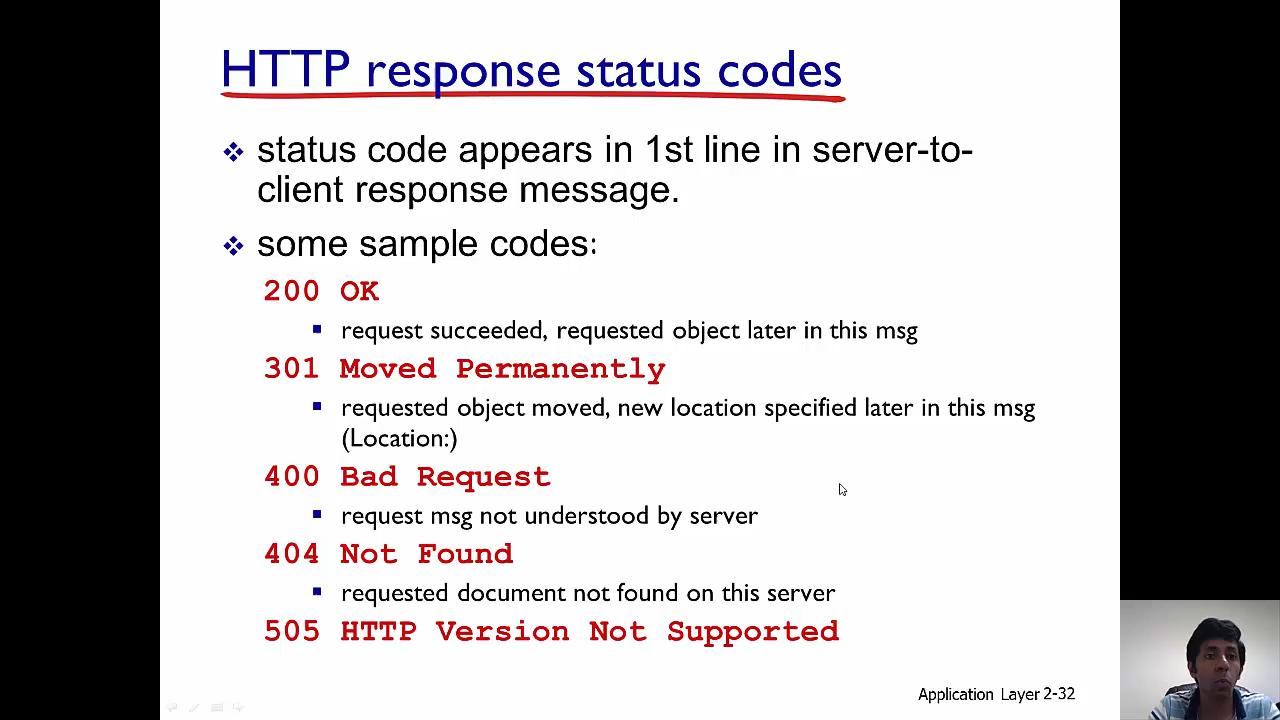 HTTP response status codes
status code appears in 1st line in server-to-
client response message.
some sample codes:
200 OK
request succeeded, requested object later in this msg
301 Moved Permanently
requested object moved, new location specified later in this msg
(Location:)
400 Bad Request
request msg not understood by server
404 Not Found
requested document not found on this server
505 HTTP Version Not Supported
Application Layer 2-32